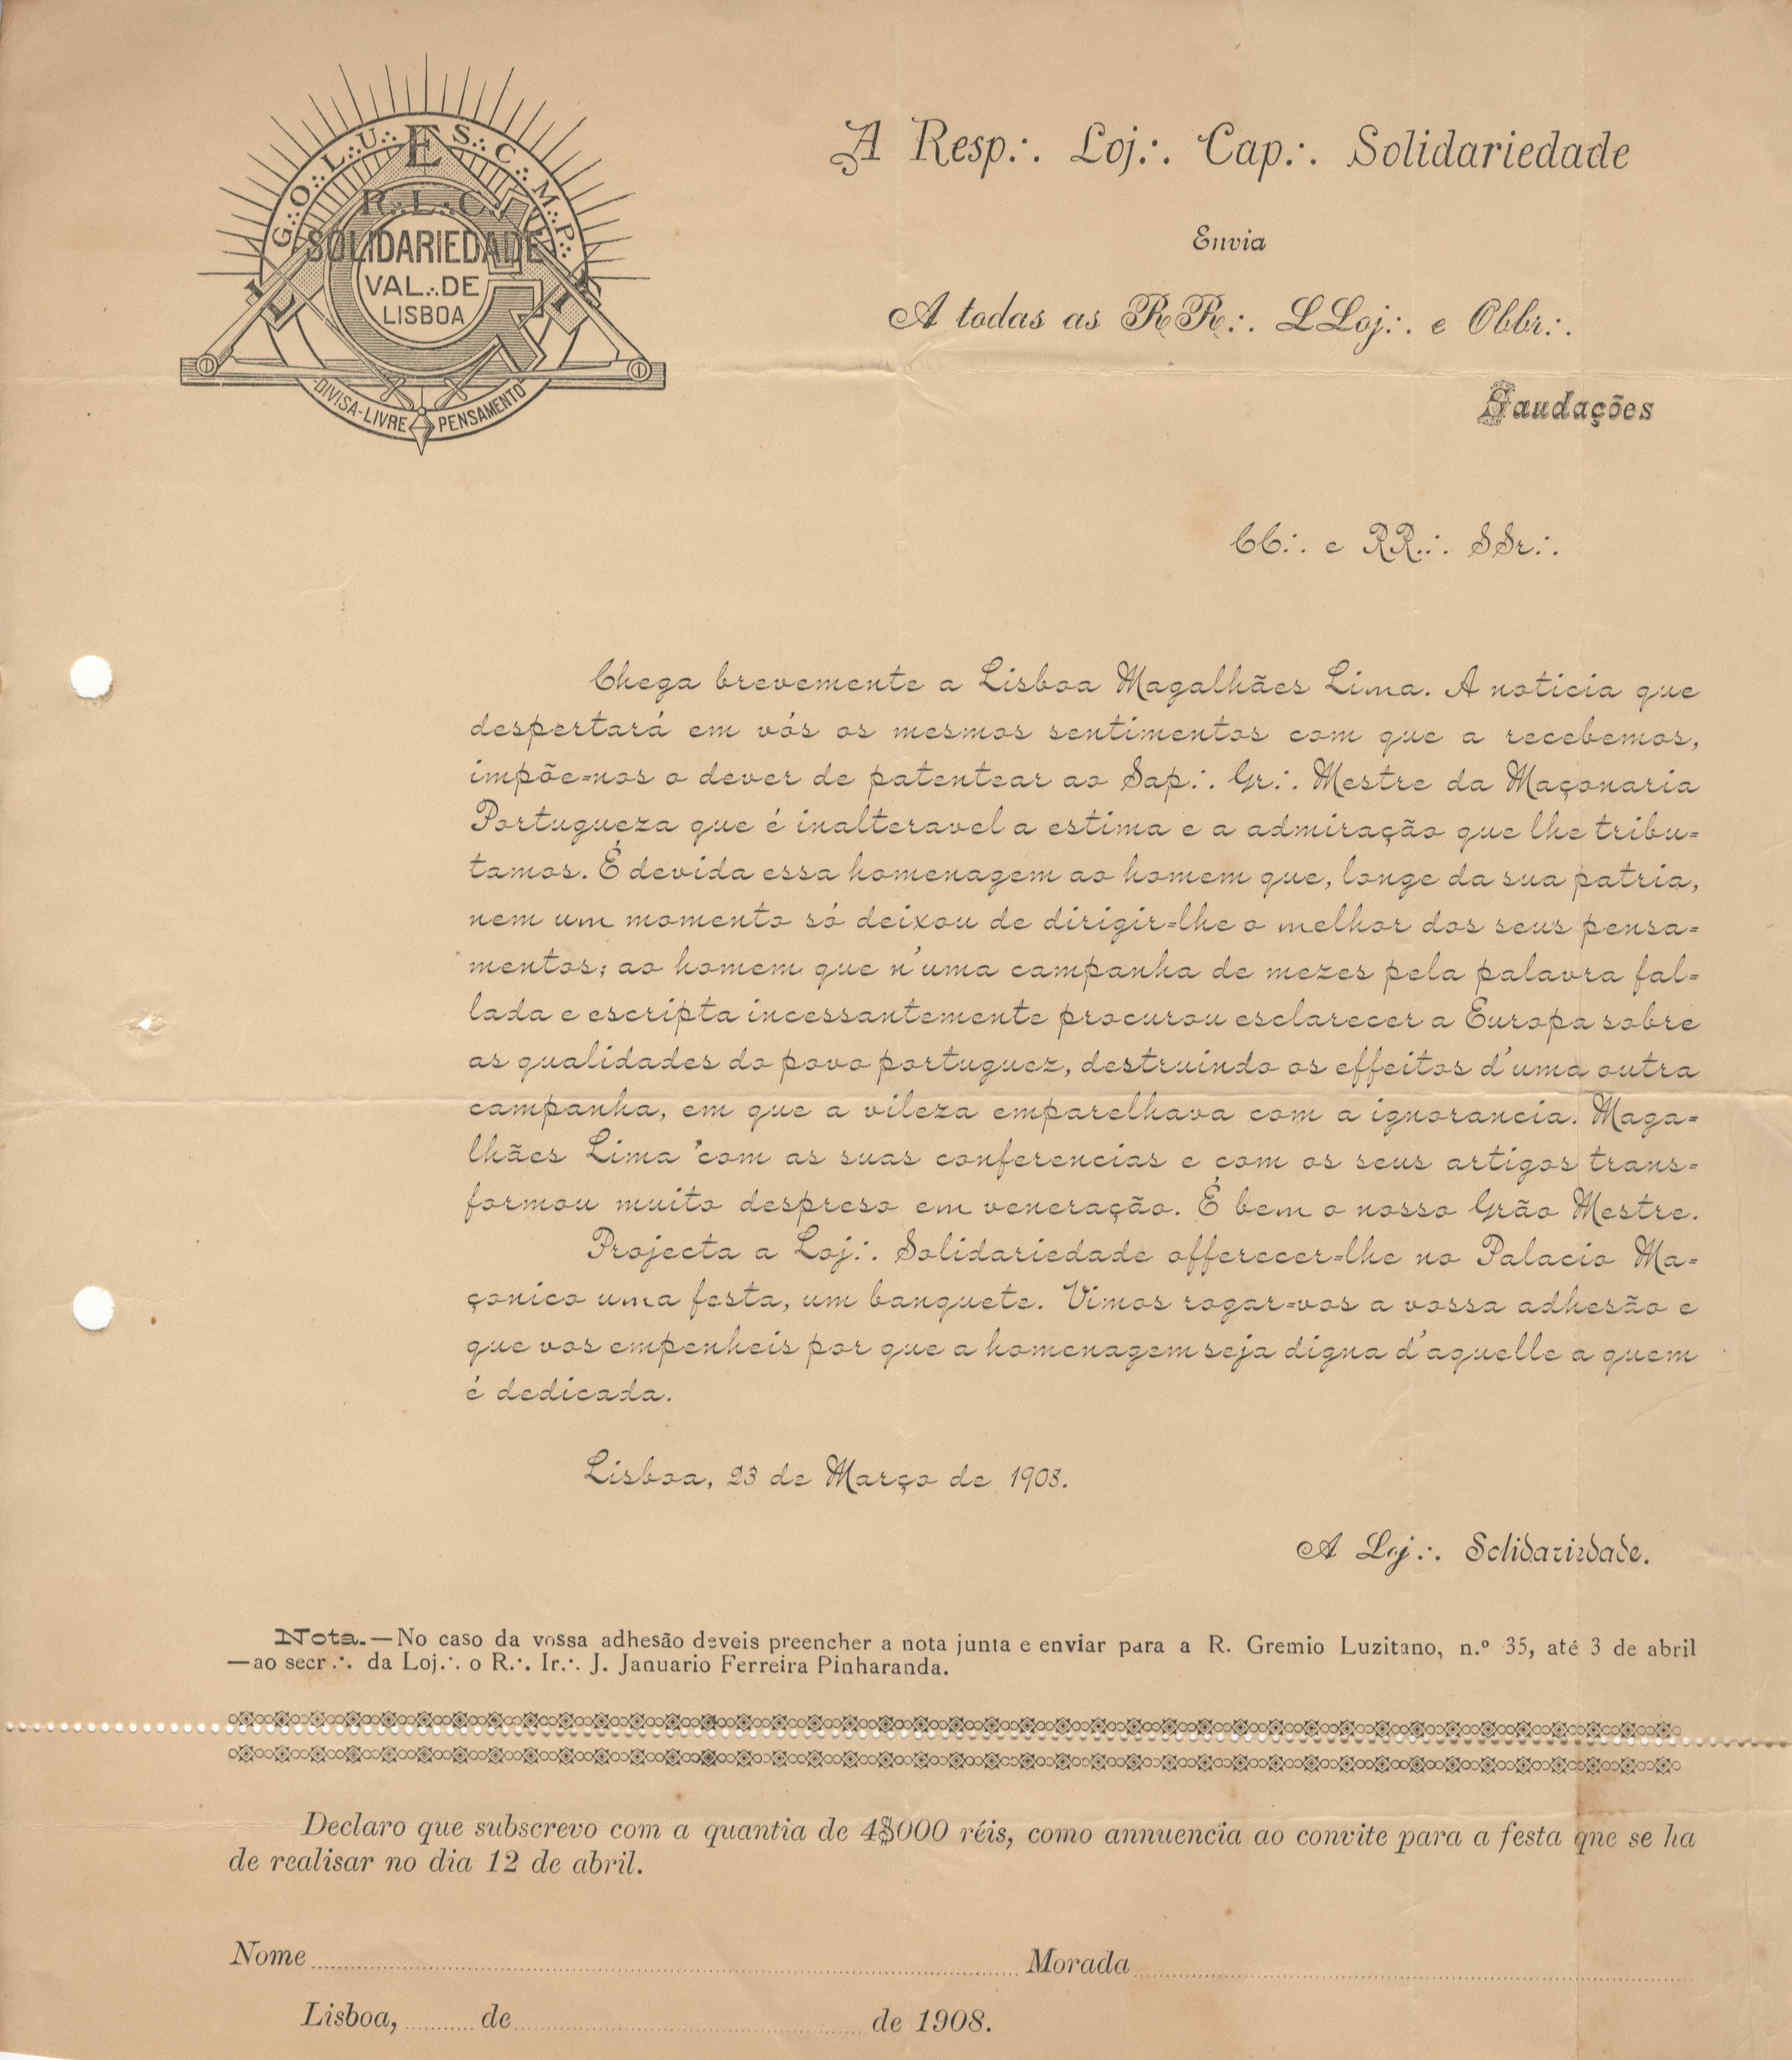 G∴O∴L∴U∴ E S∴C∴M∴P∴
R∴L∴C∴
SOLIDARIEDADE
VAL∴DE
LISBOA
L I
DIVISA-LIVRE PENSAMENTO
A Resp∴ Loj∴ Cap∴ Solidariedade
Envia
A todas as RR∴ LLoj∴ e Obbr∴
Saudações
CC∴ e RR∴ SSr∴
Chega brevemente a Lisboa Magalhães Lima. A noticia que
despertará em vós os mesmos sentimentos com que a recebemos,
impõe-nos o dever de patentear ao Sap∴ Gr∴ Mestre da Maçonaria
Portugueza que é inalteravel a estima e a admiração que lhe tribu-
tamos. É devida essa homenagem ao homem que, longe da sua patria,
nem um momento só deixou de dirigir-lhe o melhor dos seus pensa-
mentos; ao homem que n'uma campanha de mezes pela palavra fal-
lada e escripta incessantemente procurou esclarecer a Europa sobre
as qualidades do povo portuguez, destruindo os effeitos d'uma outra
campanha, em que a vileza emparelhava com a ignorancia. Maga-
lhães Lima com as suas conferencias e com os seus artigos trans-
formou muito despreso em veneração. É bem o nosso Grão Mestre.
Projecta a Loj∴ Solidariedade offerecer-lhe no Palacio Ma-
çonico uma festa, um banquete. Vimos rogar-vos a vossa adhesão e
que vos empenheis por que a homenagem seja digna d'aquelle a quem
é dedicada.
Lisboa, 23 de Março de 1908.
A Loj∴ Solidariedade.
Nota.—No caso da vossa adhesão deveis preencher a nota junta e enviar para a R. Gremio Luzitano, n.º 35, até 3 de abril
—ao secr∴ da Loj∴ o R∴ Ir∴ J. Januario Ferreira Pinharanda.
Declaro que subscrevo com a quantia de 4$000 réis, como annuencia ao convite para a festa qne se ha
de realisar no dia 12 de abril.
Nome Morada
Lisboa, de de 1908.